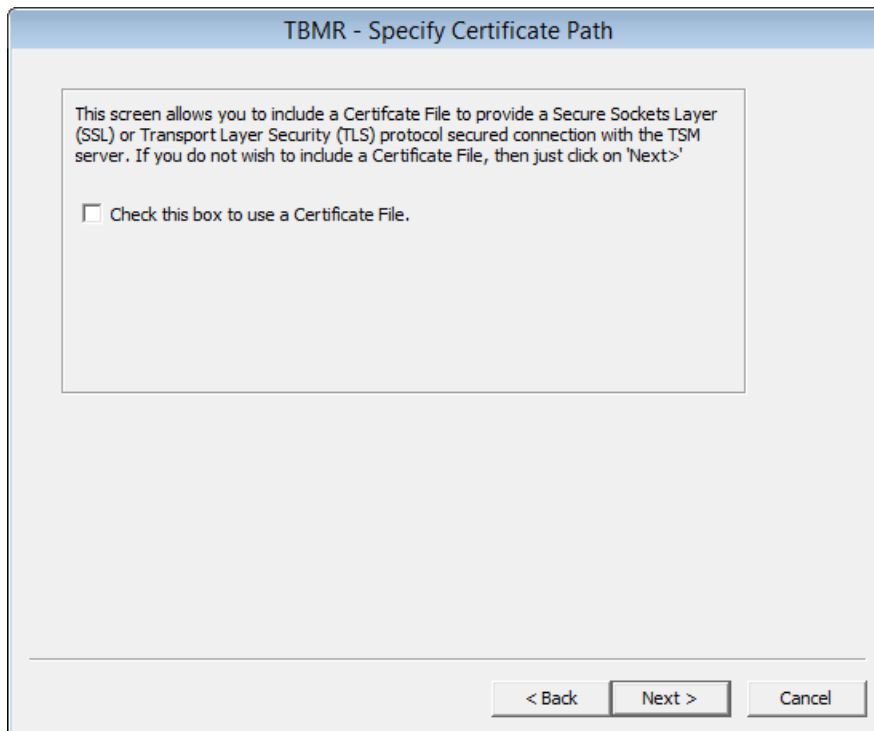 TBMR - Specify Certificate Path
This screen allows you to include a Certifcate File to provide a Secure Sockets Layer
(SSL) or Transport Layer Security (TLS) protocol secured connection with the TSM
server. If you do not wish to include a Certificate File, then just click on 'Next>'
Check this box to use a Certificate File.
< Back Next > Cancel